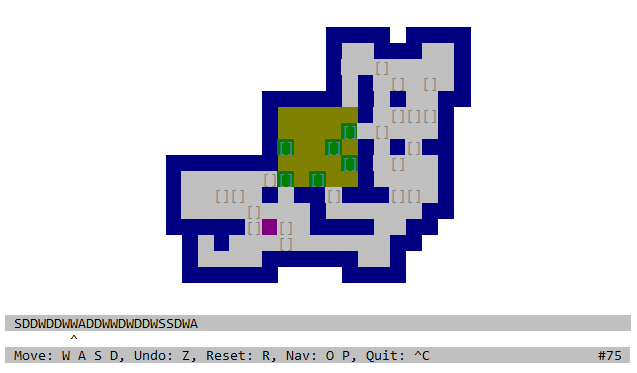 SDDWDDWWADDWWDWDDWSSDWA
^
Move: W A S D, Undo: Z, Reset: R, Nav: O P, Quit: ^C #75